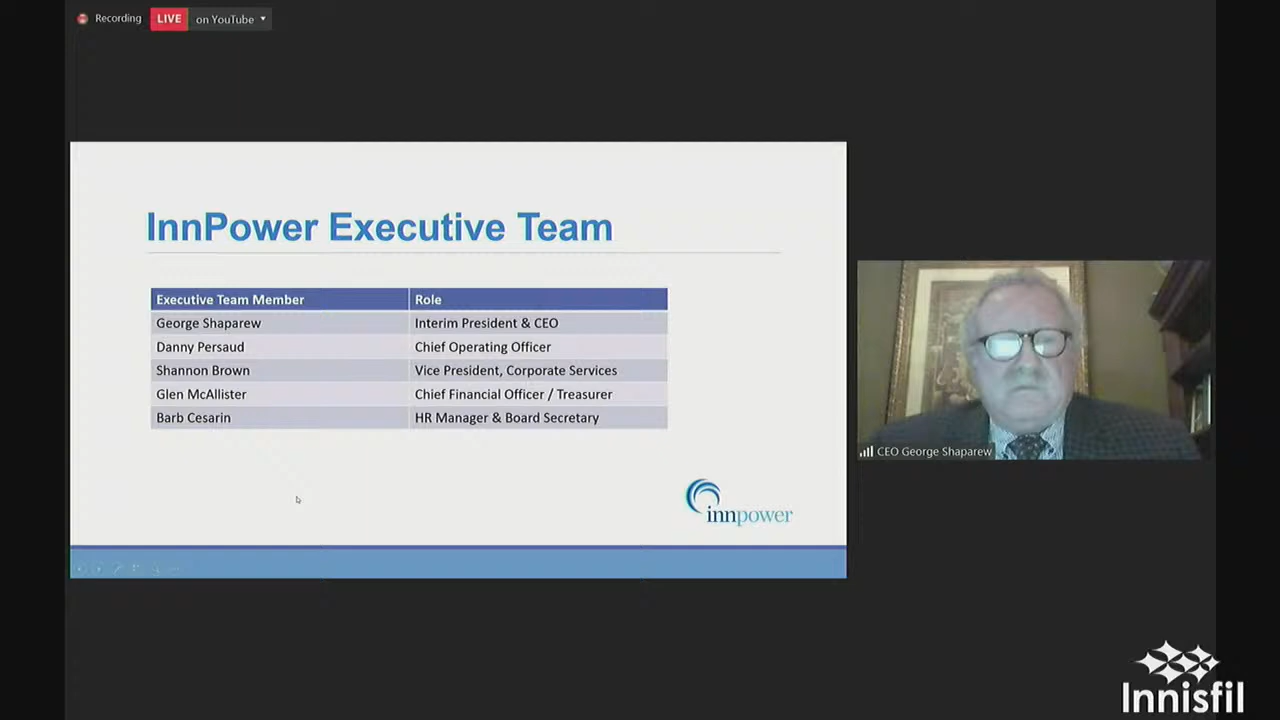 Recording LIVE on YouTube
InnPower Executive Team
Executive Team Member Role
George Shaparew Interim President & CEO
Danny Persaud Chief Operating Officer
Shannon Brown Vice President, Corporate Services
Glen McAllister Chief Financial Officer / Treasurer
Barb Cesarin HR Manager & Board Secretary
innpower
CEO George Shaparew
Innisfil